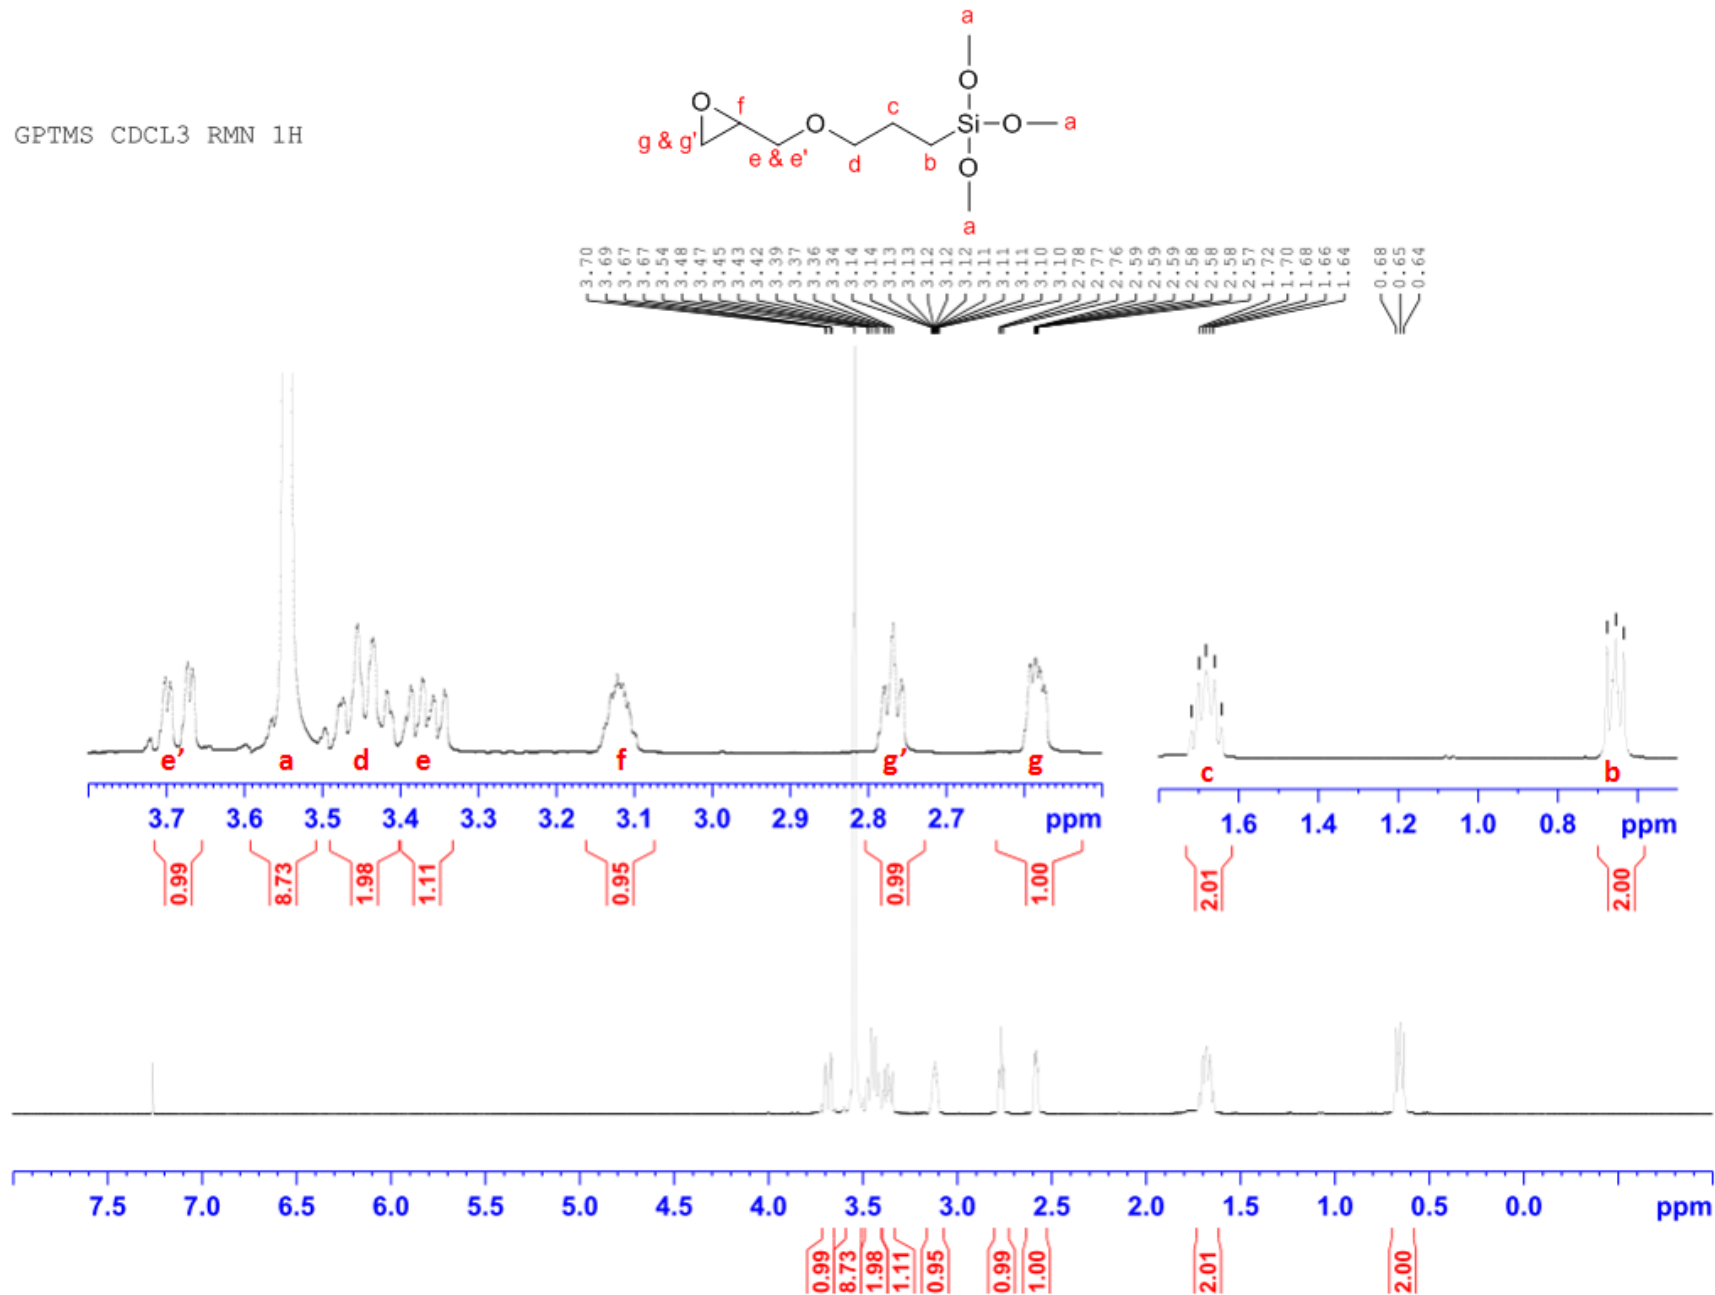 a
O
O
f
c
GPTMS CDCL3 RMN 1H
O
Si
O
a
g & g'
e & e'
d
b
O
a
3.70 3.69 3.67 3.67 3.54 3.48 3.47 3.45 3.43 3.42 3.39 3.37 3.36 3.34 3.14 3.14 3.13 3.13 3.12 3.12 3.12 3.11 3.11 3.11 3.10 3.10 2.78 2.77 2.76 2.59 2.59 2.59 2.58 2.58 2.58 2.57 1.72 1.70 1.68 1.66 1.64 0.68 0.65 0.64
e’ a d e f g’ g c b
3.7 3.6 3.5 3.4 3.3 3.2 3.1 3.0 2.9 2.8 2.7 ppm
1.6 1.4 1.2 1.0 0.8 ppm
0.99 8.73 1.98 1.11 0.95 0.99 1.00 2.01 2.00
7.5 7.0 6.5 6.0 5.5 5.0 4.5 4.0 3.5 3.0 2.5 2.0 1.5 1.0 0.5 0.0 ppm
0.99 8.73 1.98 1.11 0.95 0.99 1.00 2.01 2.00